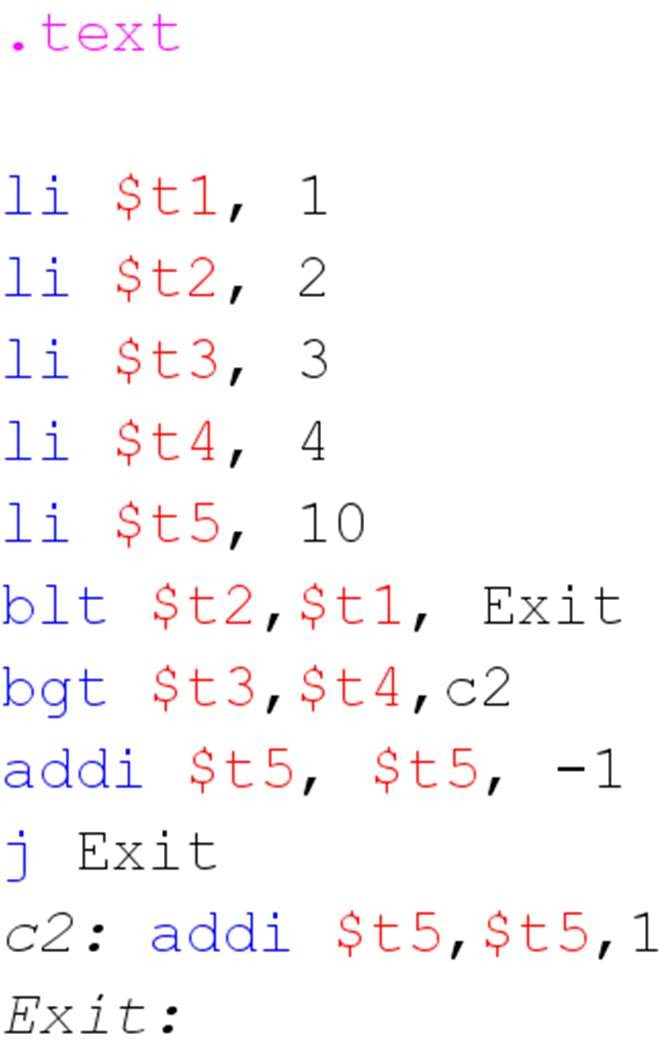 .text
li $t1, 1
li $t2, 2
li $t3, 3
li $t4, 4
li $t5, 10
blt $t2,$t1, Exit
bgt $t3,$t4,c2
addi $t5, $t5, -1
j Exit
c2: addi $t5,$t5,1
Exit: